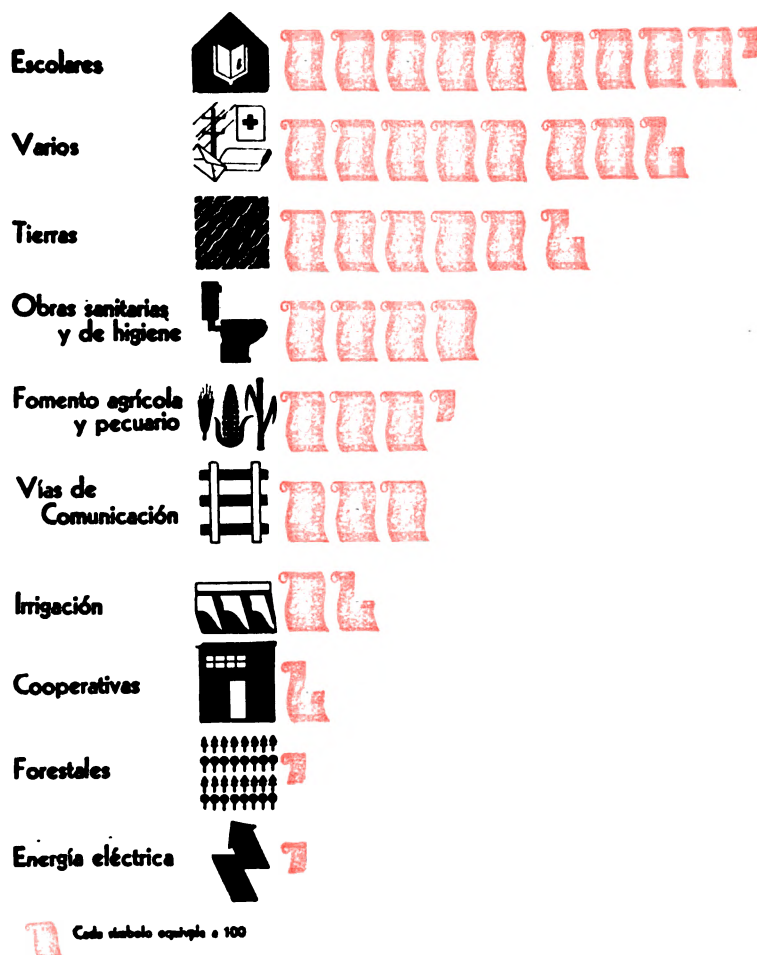 Escolares
Varios
Tierras
Obras sanitarias
y de higiene
Fomento agrícola
y pecuario
Vías de
Comunicación
Irrigación
Cooperativas
Forestales
Energía eléctrica
Cada símbolo equivale a 100